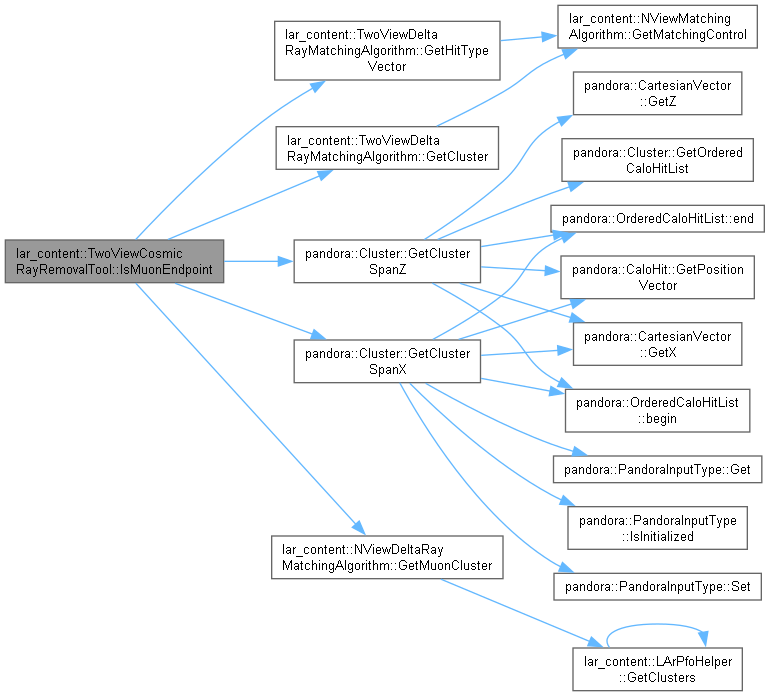 lar_content::TwoViewCosmic
RayRemovalTool::IsMuonEndpoint
lar_content::TwoViewDelta
RayMatchingAlgorithm::GetHitType
Vector
lar_content::TwoViewDelta
RayMatchingAlgorithm::GetCluster
pandora::Cluster::GetCluster
SpanZ
pandora::Cluster::GetCluster
SpanX
lar_content::NViewDeltaRay
MatchingAlgorithm::GetMuonCluster
lar_content::NViewMatching
Algorithm::GetMatchingControl
pandora::CartesianVector
::GetZ
pandora::Cluster::GetOrdered
CaloHitList
pandora::OrderedCaloHitList::end
pandora::CaloHit::GetPosition
Vector
pandora::CartesianVector
::GetX
pandora::OrderedCaloHitList
::begin
pandora::PandoraInputType::Get
pandora::PandoraInputType
::IsInitialized
pandora::PandoraInputType::Set
lar_content::LArPfoHelper
::GetClusters